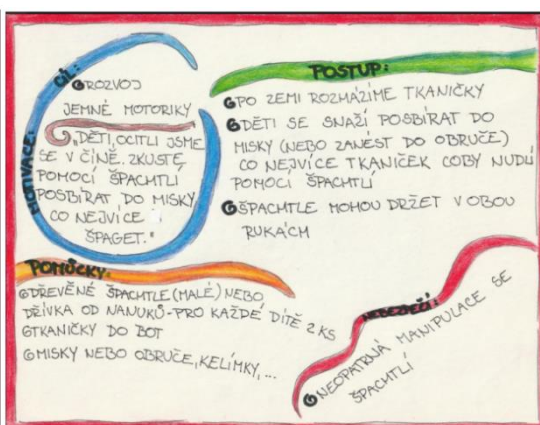 CÍL:
ROZVOJ
JEMNÉ MOTORIKY
MOTIVACE:
„DĚTI, OCITLI JSME
SE V ČÍNĚ. ZKUSTE
POMOCÍ ŠPACHTLÍ
POSBÍRAT DO MISKY
CO NEJVÍCE
ŠPAGET."
POSTUP:
PO ZEMI ROZHÁZÍME TKANIČKY
DĚTI SE SNAŽÍ POSBÍRAT DO
MISKY (NEBO ZANÉST DO OBRUČE)
CO NEJVÍCE TKANIČEK COBY NUDLÍ
POMOCÍ ŠPACHTLÍ
ŠPACHTLE MOHOU DRŽET V OBOU
RUKÁCH
POMŮCKY:
DŘEVĚNÉ ŠPACHTLE (MALÉ) NEBO
DŘÍVKA OD NANUKŮ-PRO KAŽDÉ DÍTĚ 2 KS
TKANIČKY DO BOT
MISKY NEBO OBRUČE, KELÍMKY,...
NEBEZPEČÍ:
NEOPATRNÁ MANIPULACE SE
ŠPACHTLÍ